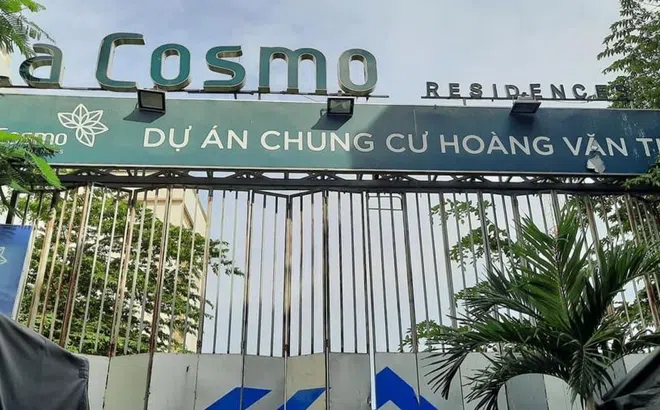 a Cosmo
RESIDENCES
osmo
DỰ ÁN CHUNG CƯ HOÀNG VĂN T